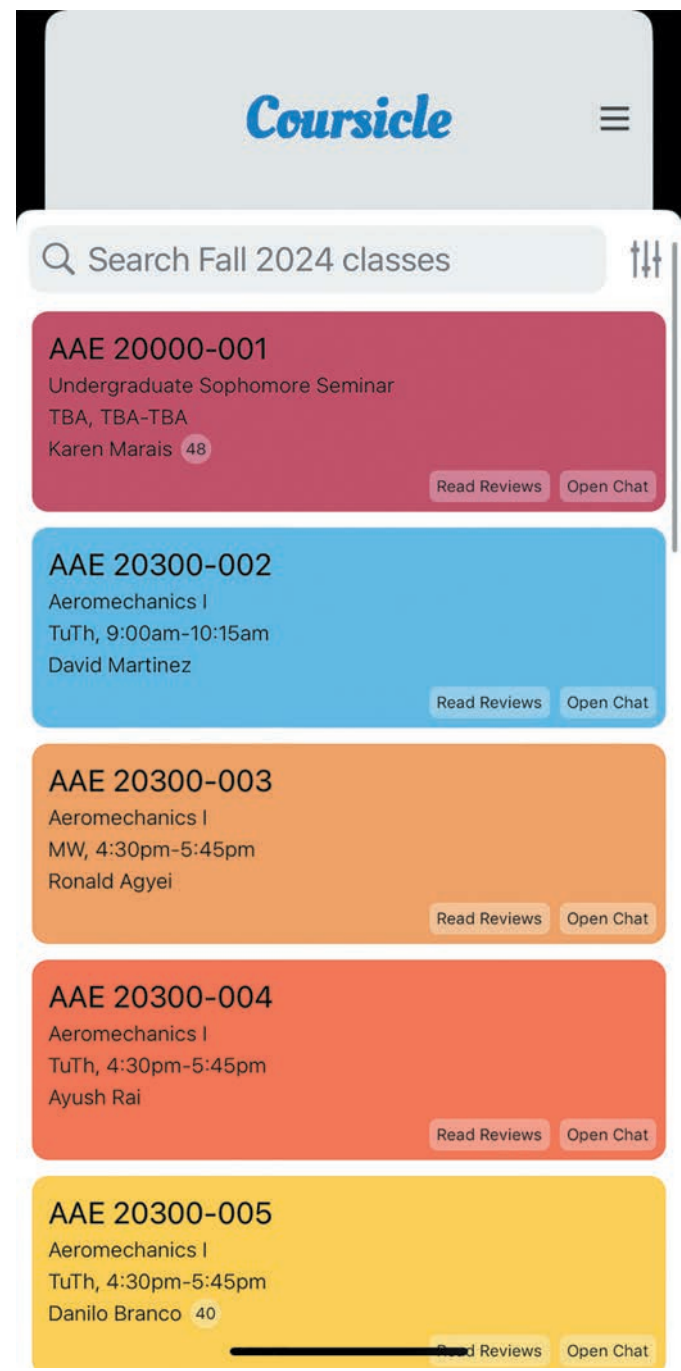 Coursicle
Search Fall 2024 classes
AAE 20000-001
Undergraduate Sophomore Seminar
TBA, TBA-TBA
Karen Marais 48
Read Reviews Open Chat
AAE 20300-002
Aeromechanics I
TuTh, 9:00am-10:15am
David Martinez
Read Reviews Open Chat
AAE 20300-003
Aeromechanics I
MW, 4:30pm-5:45pm
Ronald Agyei
Read Reviews Open Chat
AAE 20300-004
Aeromechanics I
TuTh, 4:30pm-5:45pm
Ayush Rai
Read Reviews Open Chat
AAE 20300-005
Aeromechanics I
TuTh, 4:30pm-5:45pm
Danilo Branco 40
Read Reviews Open Chat